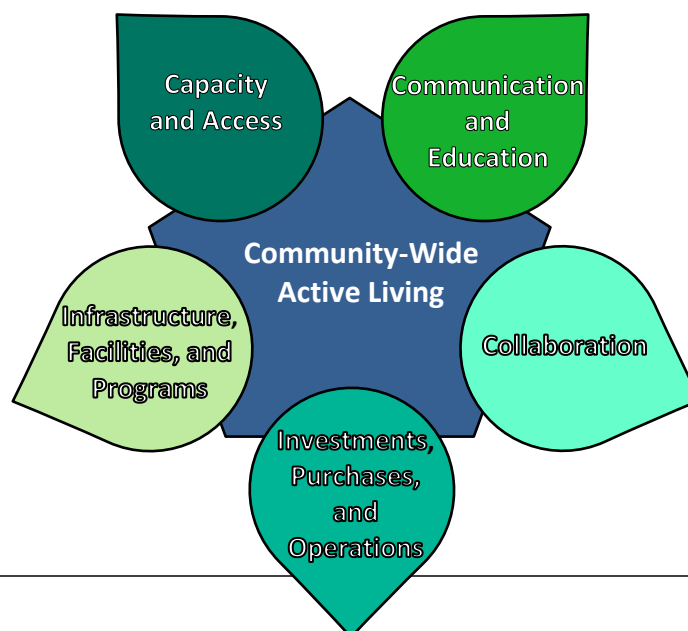 Capacity
and Access
Communication
and
Education
Community-Wide
Active Living
Infrastructure,
Facilities, and
Programs
Collaboration
Investments,
Purchases,
and
Operations